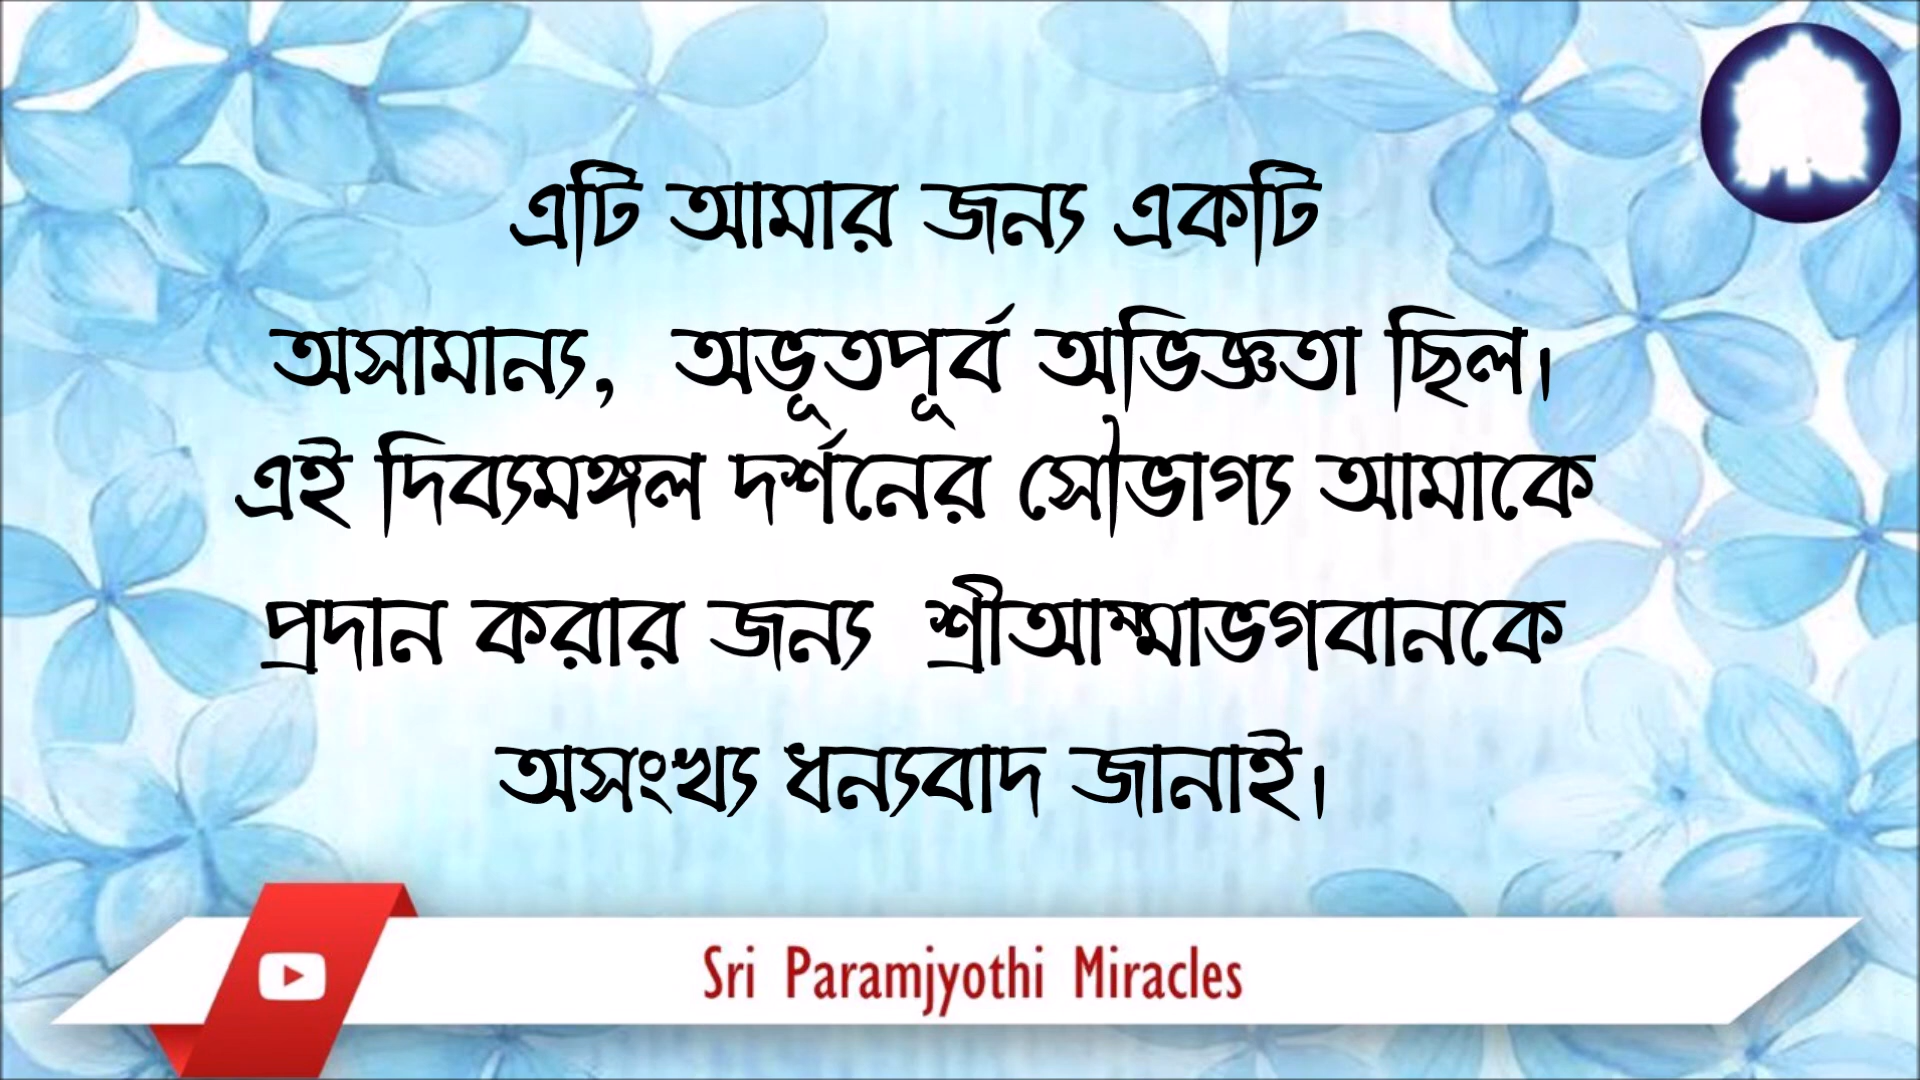 এটি আমার জন্য একটি
অসামান্য, অভূতপূর্ব অভিজ্ঞতা ছিল।
এই দিব্যমঙ্গল দর্শনের সৌভাগ্য আমাকে
প্রদান করার জন্য শ্রীআম্মাভগবানকে
অসংখ্য ধন্যবাদ জানাই।
Sri Paramjyothi Miracles